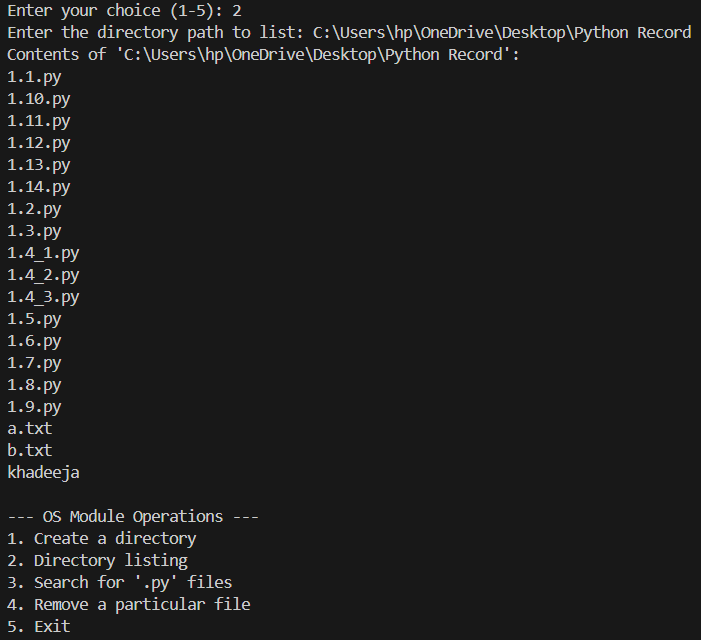 Enter your choice (1-5): 2
Enter the directory path to list: C:\Users\hp\OneDrive\Desktop\Python Record
Contents of 'C:\Users\hp\OneDrive\Desktop\Python Record':
1.1.py
1.10.py
1.11.py
1.12.py
1.13.py
1.14.py
1.2.py
1.3.py
1.4_1.py
1.4_2.py
1.4_3.py
1.5.py
1.6.py
1.7.py
1.8.py
1.9.py
a.txt
b.txt
khadeeja

--- OS Module Operations ---
1. Create a directory
2. Directory listing
3. Search for '.py' files
4. Remove a particular file
5. Exit